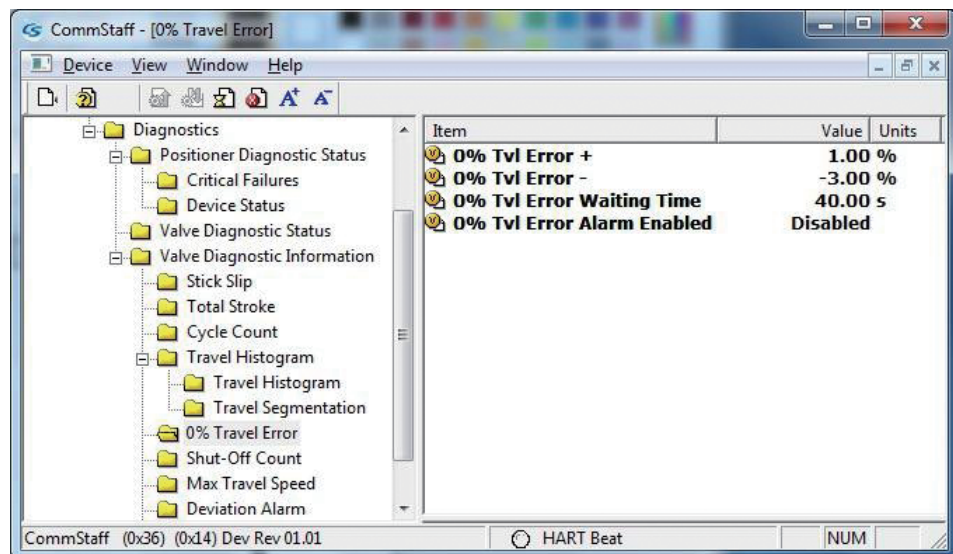 CommStaff - [0% Travel Error]
Device View Window Help
A+ A-
Diagnostics
Positioner Diagnostic Status
Critical Failures
Device Status
Valve Diagnostic Status
Valve Diagnostic Information
Stick Slip
Total Stroke
Cycle Count
Travel Histogram
Travel Histogram
Travel Segmentation
0% Travel Error
Shut-Off Count
Max Travel Speed
Deviation Alarm
Item Value Units
0% Tvl Error + 1.00 %
0% Tvl Error - -3.00 %
0% Tvl Error Waiting Time 40.00 s
0% Tvl Error Alarm Enabled Disabled
CommStaff (0x36) (0x14) Dev Rev 01.01 HART Beat NUM